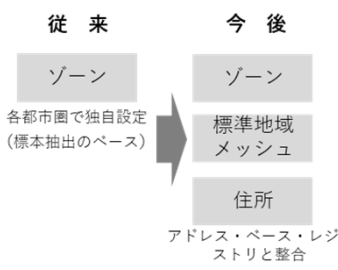 従 来
ゾーン
各都市圏で独自設定
(標本抽出のベース)
今 後
ゾーン
標準地域
メッシュ
住所
アドレス・ベース・レジ
ストリと整合